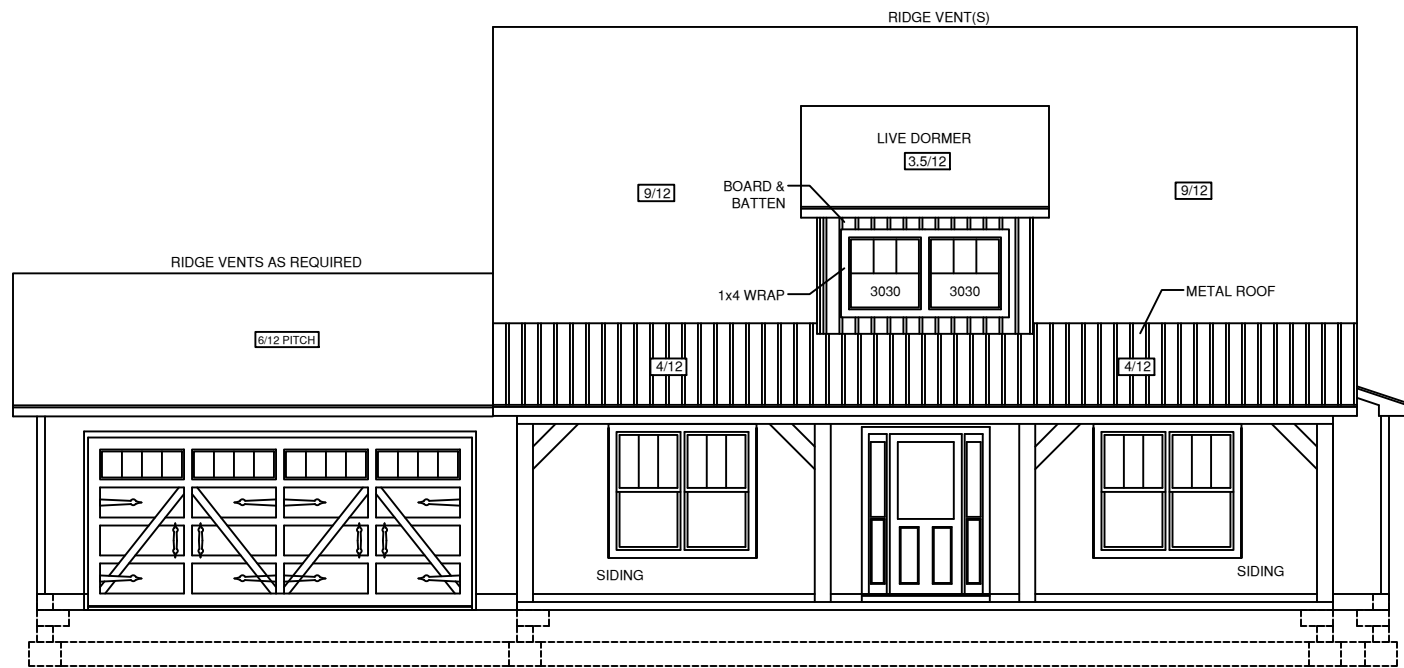 RIDGE VENT(S)
LIVE DORMER
3.5/12
BOARD &
BATTEN
9/12
9/12
RIDGE VENTS AS REQUIRED
1x4 WRAP
3030
3030
METAL ROOF
6/12 PITCH
4/12
4/12
SIDING
SIDING